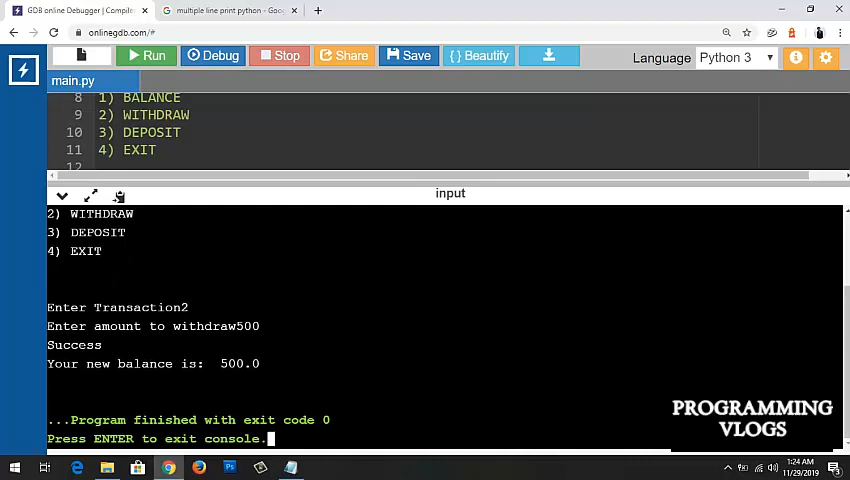 GDB online Debugger | Compiler
multiple line print python - Goo
onlinegdb.com/#
Run Debug Stop Share Save { } Beautify Language Python 3
main.py
8 1) BALANCE
9 2) WITHDRAW
10 3) DEPOSIT
11 4) EXIT
12
input
2) WITHDRAW
3) DEPOSIT
4) EXIT
Enter Transaction2
Enter amount to withdraw500
Success
Your new balance is:  500.0
...Program finished with exit code 0
Press ENTER to exit console.
PROGRAMMING
VLOGS
1:24 AM
11/29/2019
3